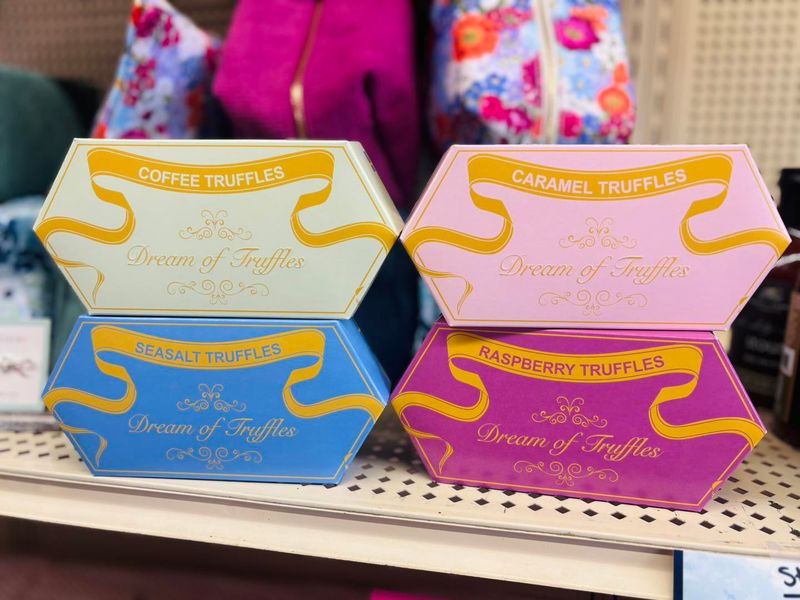 COFFEE TRUFFLES
Dream of Truffles
CARAMEL TRUFFLES
Dream of Truffles
SEASALT TRUFFLES
Dream of Truffles
RASPBERRY TRUFFLES
Dream of Truffles